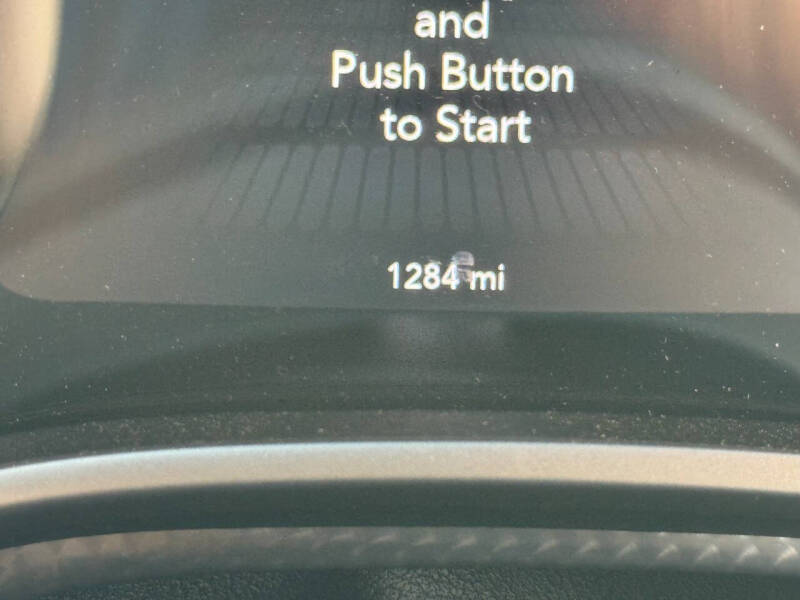 and
Push Button
to Start
1284 mi